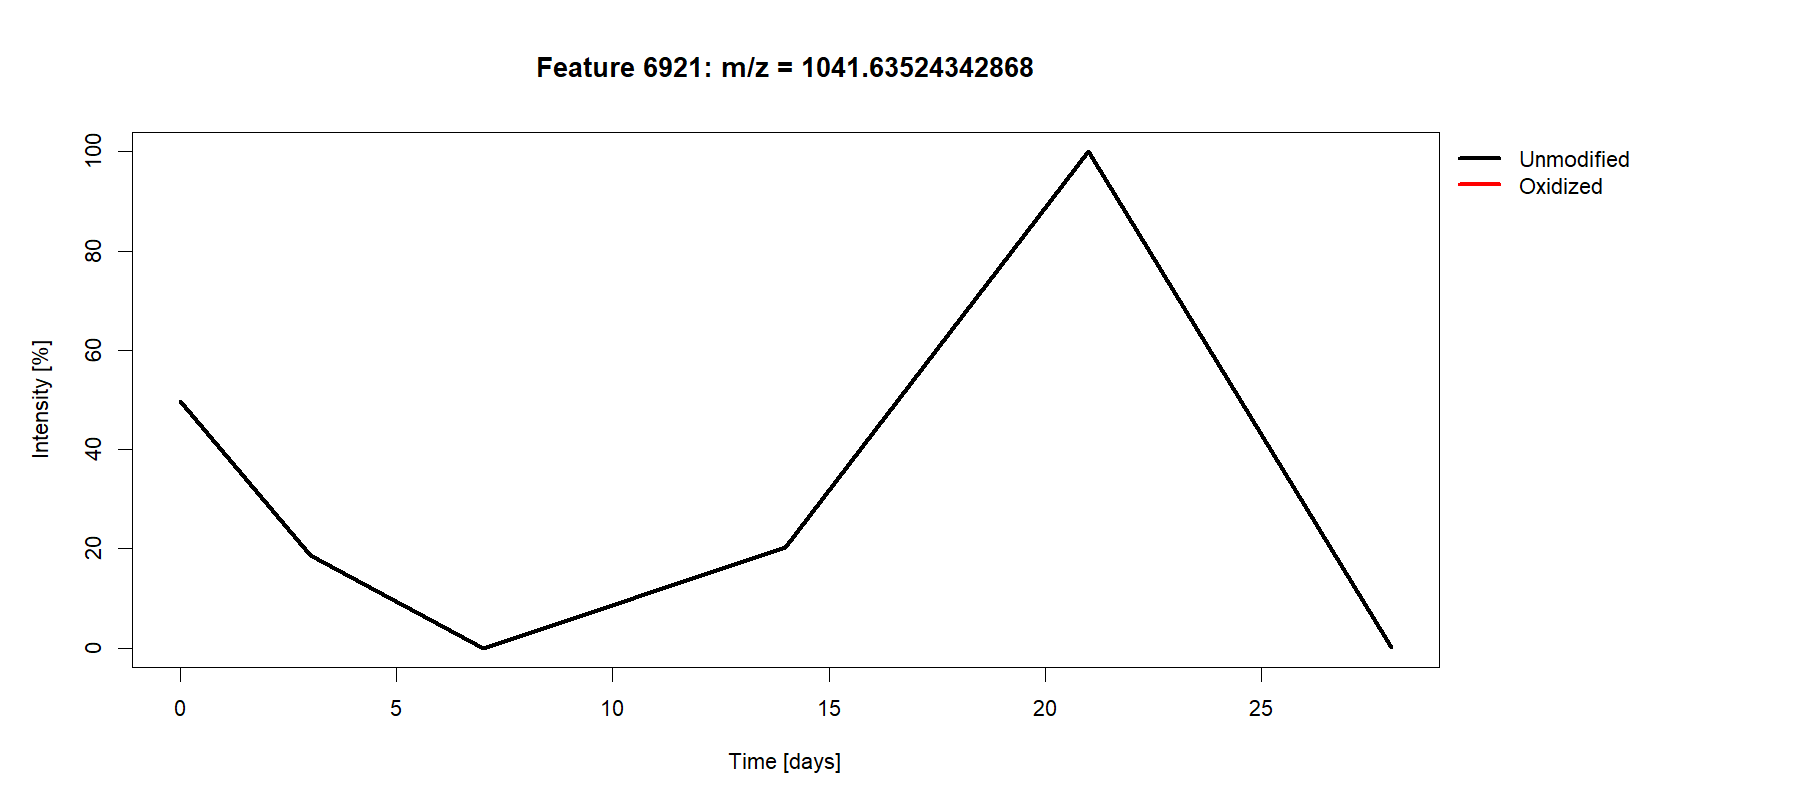 Feature 6921: m/z = 1041.63524342868
Unmodified
Oxidized
Intensity [%]
100
80
60
40
20
0
0 5 10 15 20 25
Time [days]